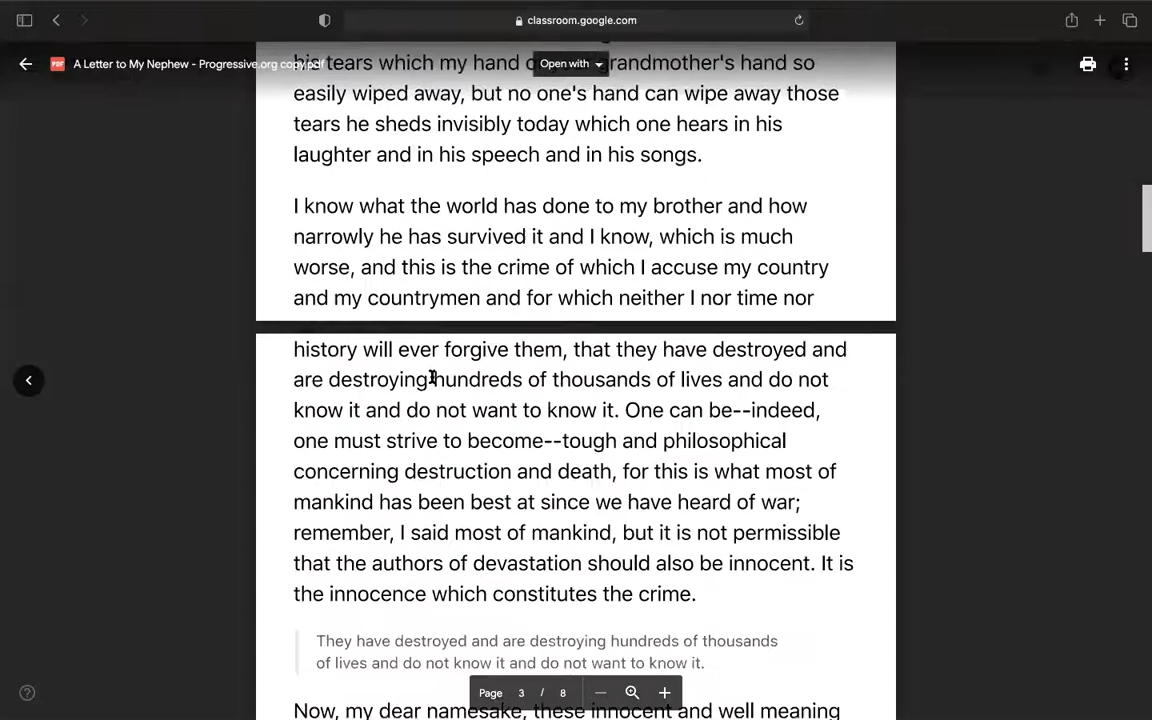 classroom.google.com
A Letter to My Nephew - Progressive.org copy.pdf
Open with
tears which my hand grandmother's hand so
easily wiped away, but no one's hand can wipe away those
tears he sheds invisibly today which one hears in his
laughter and in his speech and in his songs.
I know what the world has done to my brother and how
narrowly he has survived it and I know, which is much
worse, and this is the crime of which I accuse my country
and my countrymen and for which neither I nor time nor
history will ever forgive them, that they have destroyed and
are destroying hundreds of thousands of lives and do not
know it and do not want to know it. One can be--indeed,
one must strive to become--tough and philosophical
concerning destruction and death, for this is what most of
mankind has been best at since we have heard of war;
remember, I said most of mankind, but it is not permissible
that the authors of devastation should also be innocent. It is
the innocence which constitutes the crime.
They have destroyed and are destroying hundreds of thousands
of lives and do not know it and do not want to know it.
Page 3 / 8
Now, my dear namesake, these innocent and well meaning